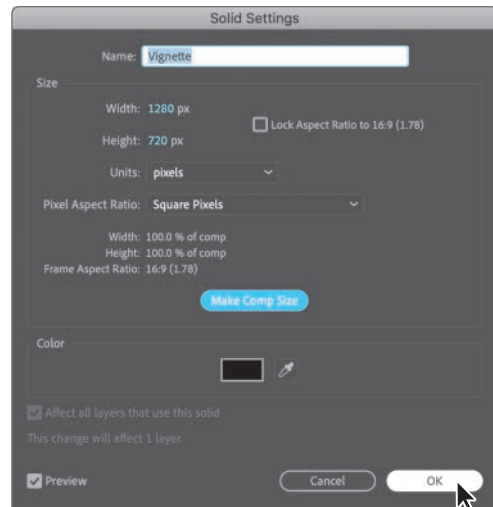 Solid Settings
Name: Vignette
Size
Width: 1280 px
Lock Aspect Ratio to 16:9 (1.78)
Height: 720 px
Units: pixels
Pixel Aspect Ratio: Square Pixels
Width: 100.0 % of comp
Height: 100.0 % of comp
Frame Aspect Ratio: 16:9 (1.78)
Make Comp Size
Color
Affect all layers that use this solid
This change will affect 1 layer.
Preview Cancel OK